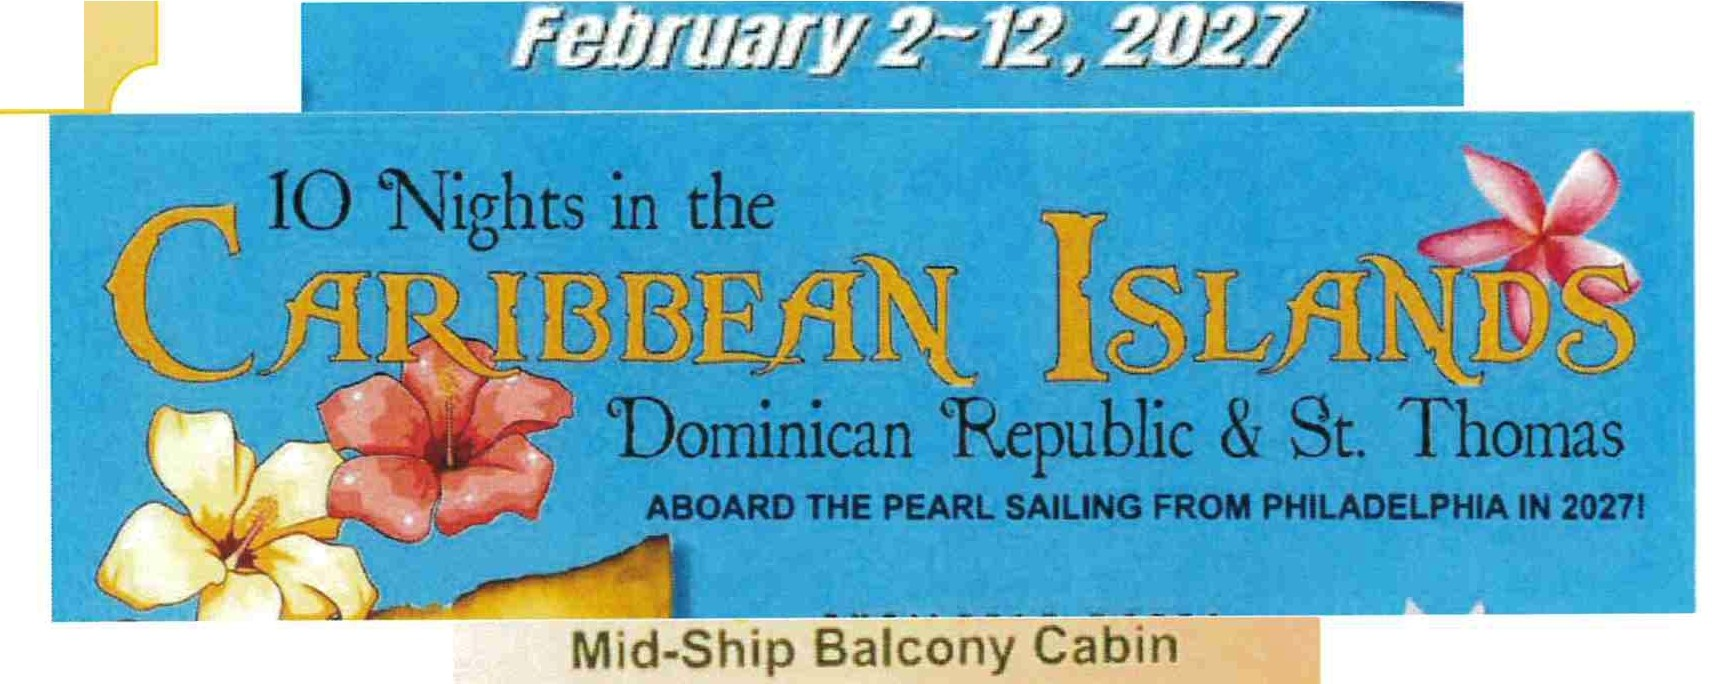 February 2~12, 2027
10 Nights in the
CARIBBEAN ISLANDS
Dominican Republic & St. Thomas
ABOARD THE PEARL SAILING FROM PHILADELPHIA IN 2027!
Mid-Ship Balcony Cabin